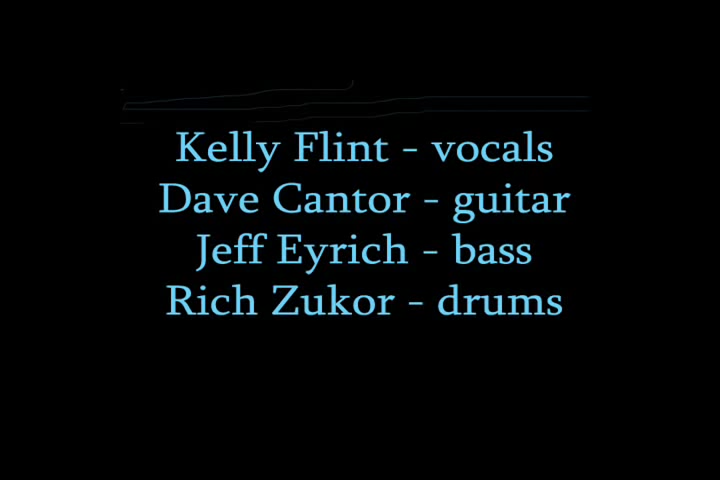 Kelly Flint - vocals
Dave Cantor - guitar
Jeff Eyrich - bass
Rich Zukor - drums